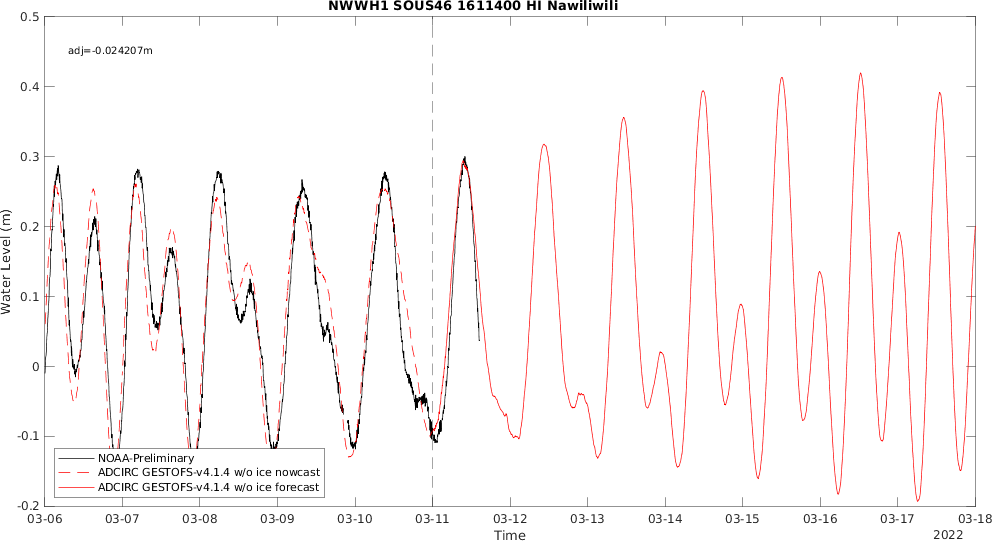 NWWH1 SOUS46 1611400 HI Nawiliwili
adj=-0.024207m
0.5
0.4
0.3
0.2
0.1
0
-0.1
-0.2
Water Level (m)
NOAA-Preliminary
ADCIRC GESTOFS-v4.1.4 w/o ice nowcast
ADCIRC GESTOFS-v4.1.4 w/o ice forecast
03-06 03-07 03-08 03-09 03-10 03-11 03-12 03-13 03-14 03-15 03-16 03-17 03-18
Time
2022